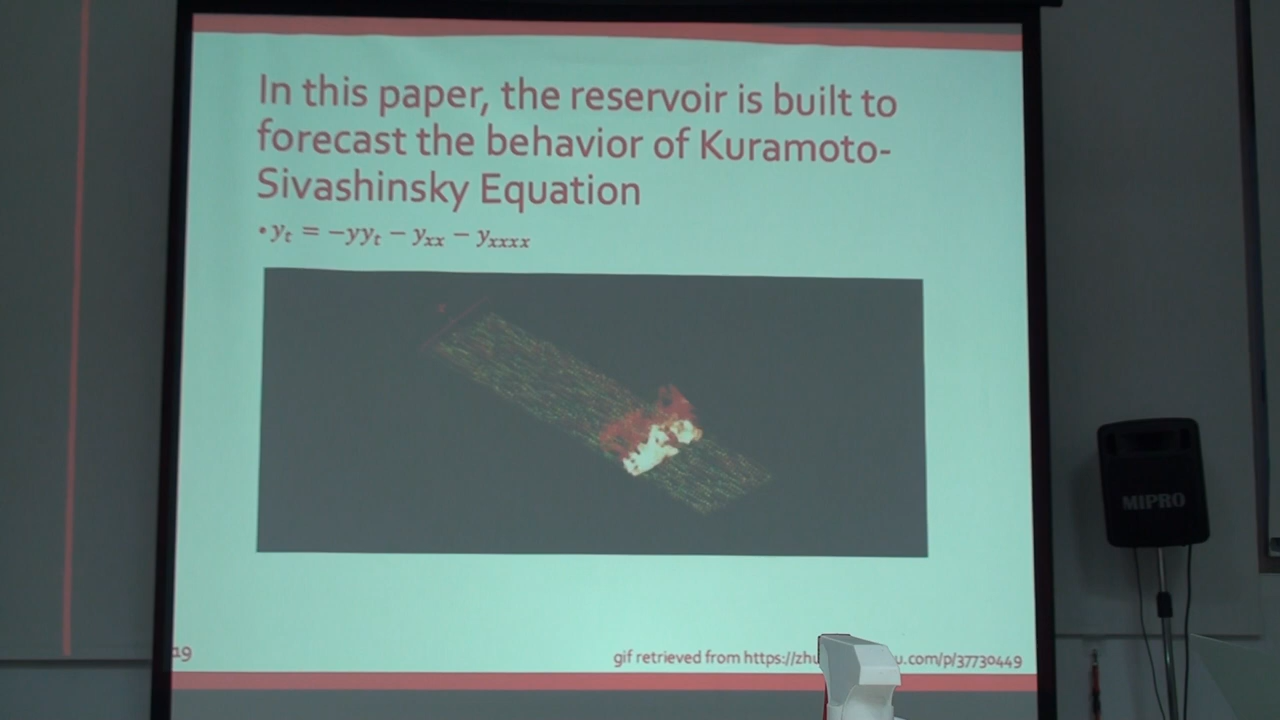 In this paper, the reservoir is built to
forecast the behavior of Kuramoto-
Sivashinsky Equation
• yₜ = −yyₜ − yₓₓ − yₓₓₓₓ
MIPRO
19
gif retrieved from https://zhu u.com/p/37730449